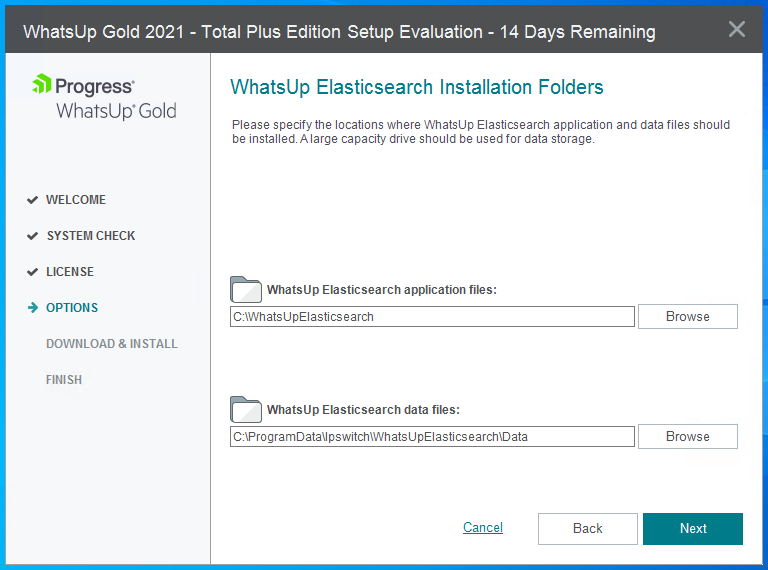 WhatsUp Gold 2021 - Total Plus Edition Setup Evaluation - 14 Days Remaining
Progress®
WhatsUp® Gold
WELCOME
SYSTEM CHECK
LICENSE
OPTIONS
DOWNLOAD & INSTALL
FINISH
WhatsUp Elasticsearch Installation Folders
Please specify the locations where WhatsUp Elasticsearch application and data files should
be installed. A large capacity drive should be used for data storage.
WhatsUp Elasticsearch application files:
C:\WhatsUpElasticsearch
Browse
WhatsUp Elasticsearch data files:
C:\ProgramData\Ipswitch\WhatsUpElasticsearch\Data
Browse
Cancel
Back
Next